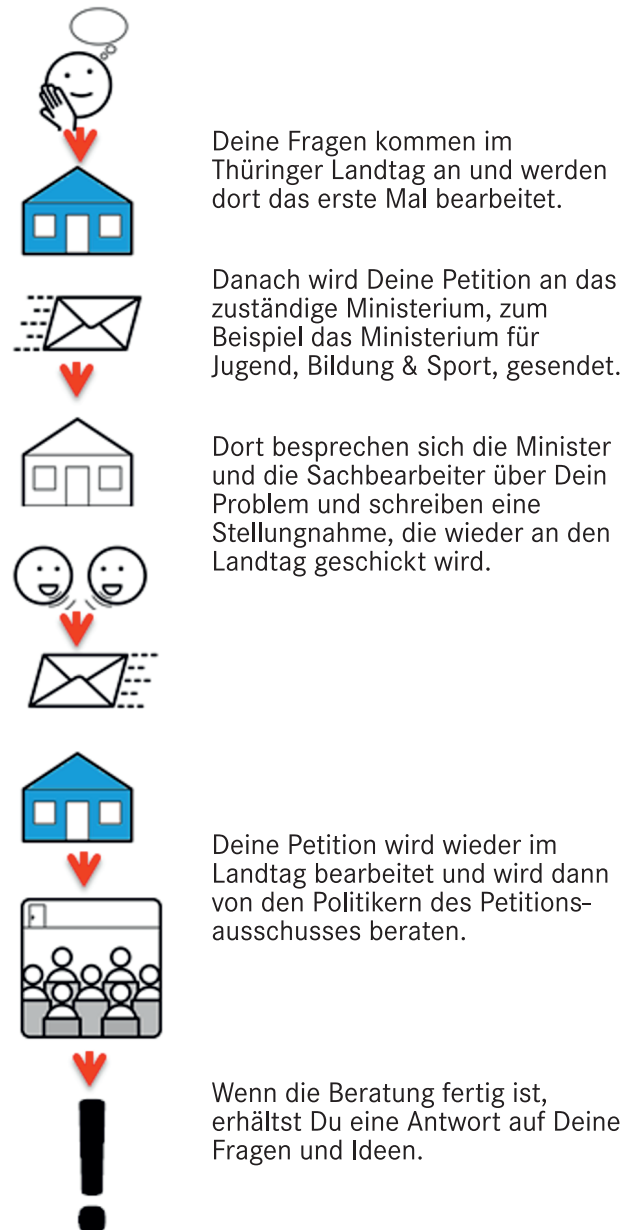 Deine Fragen kommen im
Thüringer Landtag an und werden
dort das erste Mal bearbeitet.
Danach wird Deine Petition an das
zuständige Ministerium, zum
Beispiel das Ministerium für
Jugend, Bildung & Sport, gesendet.
Dort besprechen sich die Minister
und die Sachbearbeiter über Dein
Problem und schreiben eine
Stellungnahme, die wieder an den
Landtag geschickt wird.
Deine Petition wird wieder im
Landtag bearbeitet und wird dann
von den Politikern des Petitions-
ausschusses beraten.
Wenn die Beratung fertig ist,
erhältst Du eine Antwort auf Deine
Fragen und Ideen.